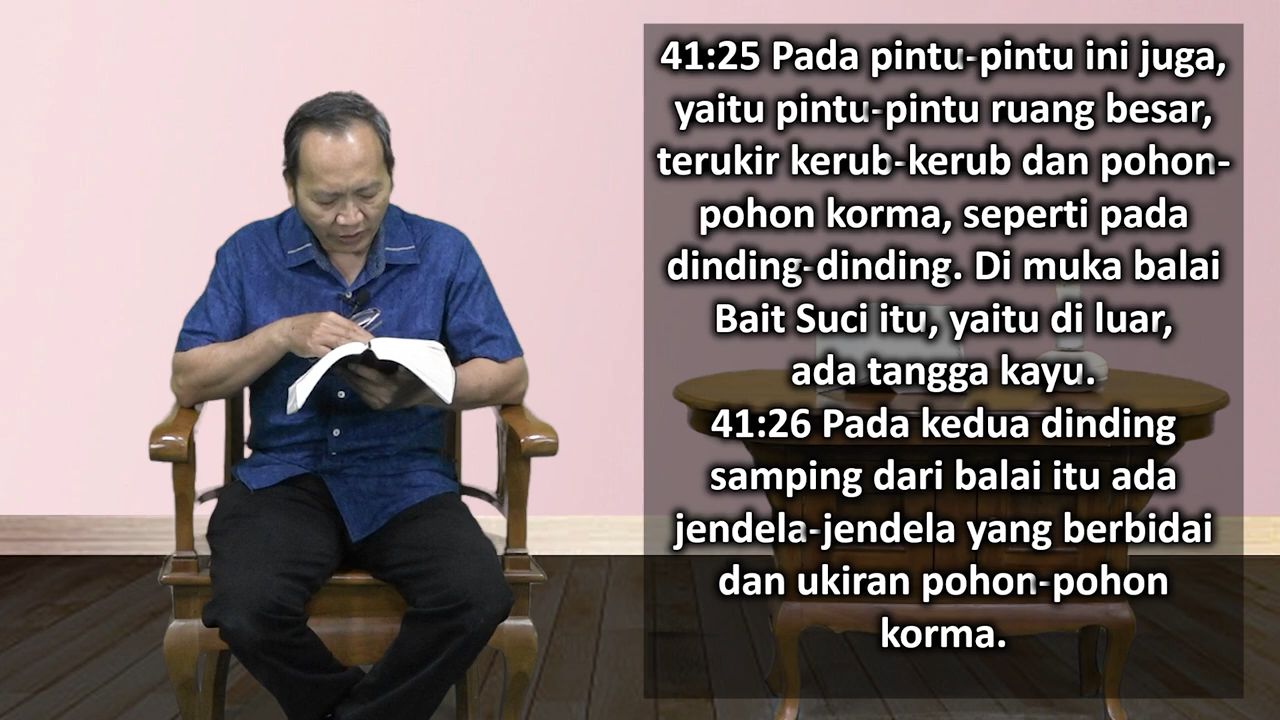 41:25 Pada pintu-pintu ini juga,
yaitu pintu-pintu ruang besar,
terukir kerub-kerub dan pohon-
pohon korma, seperti pada
dinding-dinding. Di muka balai
Bait Suci itu, yaitu di luar,
ada tangga kayu.
41:26 Pada kedua dinding
samping dari balai itu ada
jendela-jendela yang berbidai
dan ukiran pohon-pohon
korma.